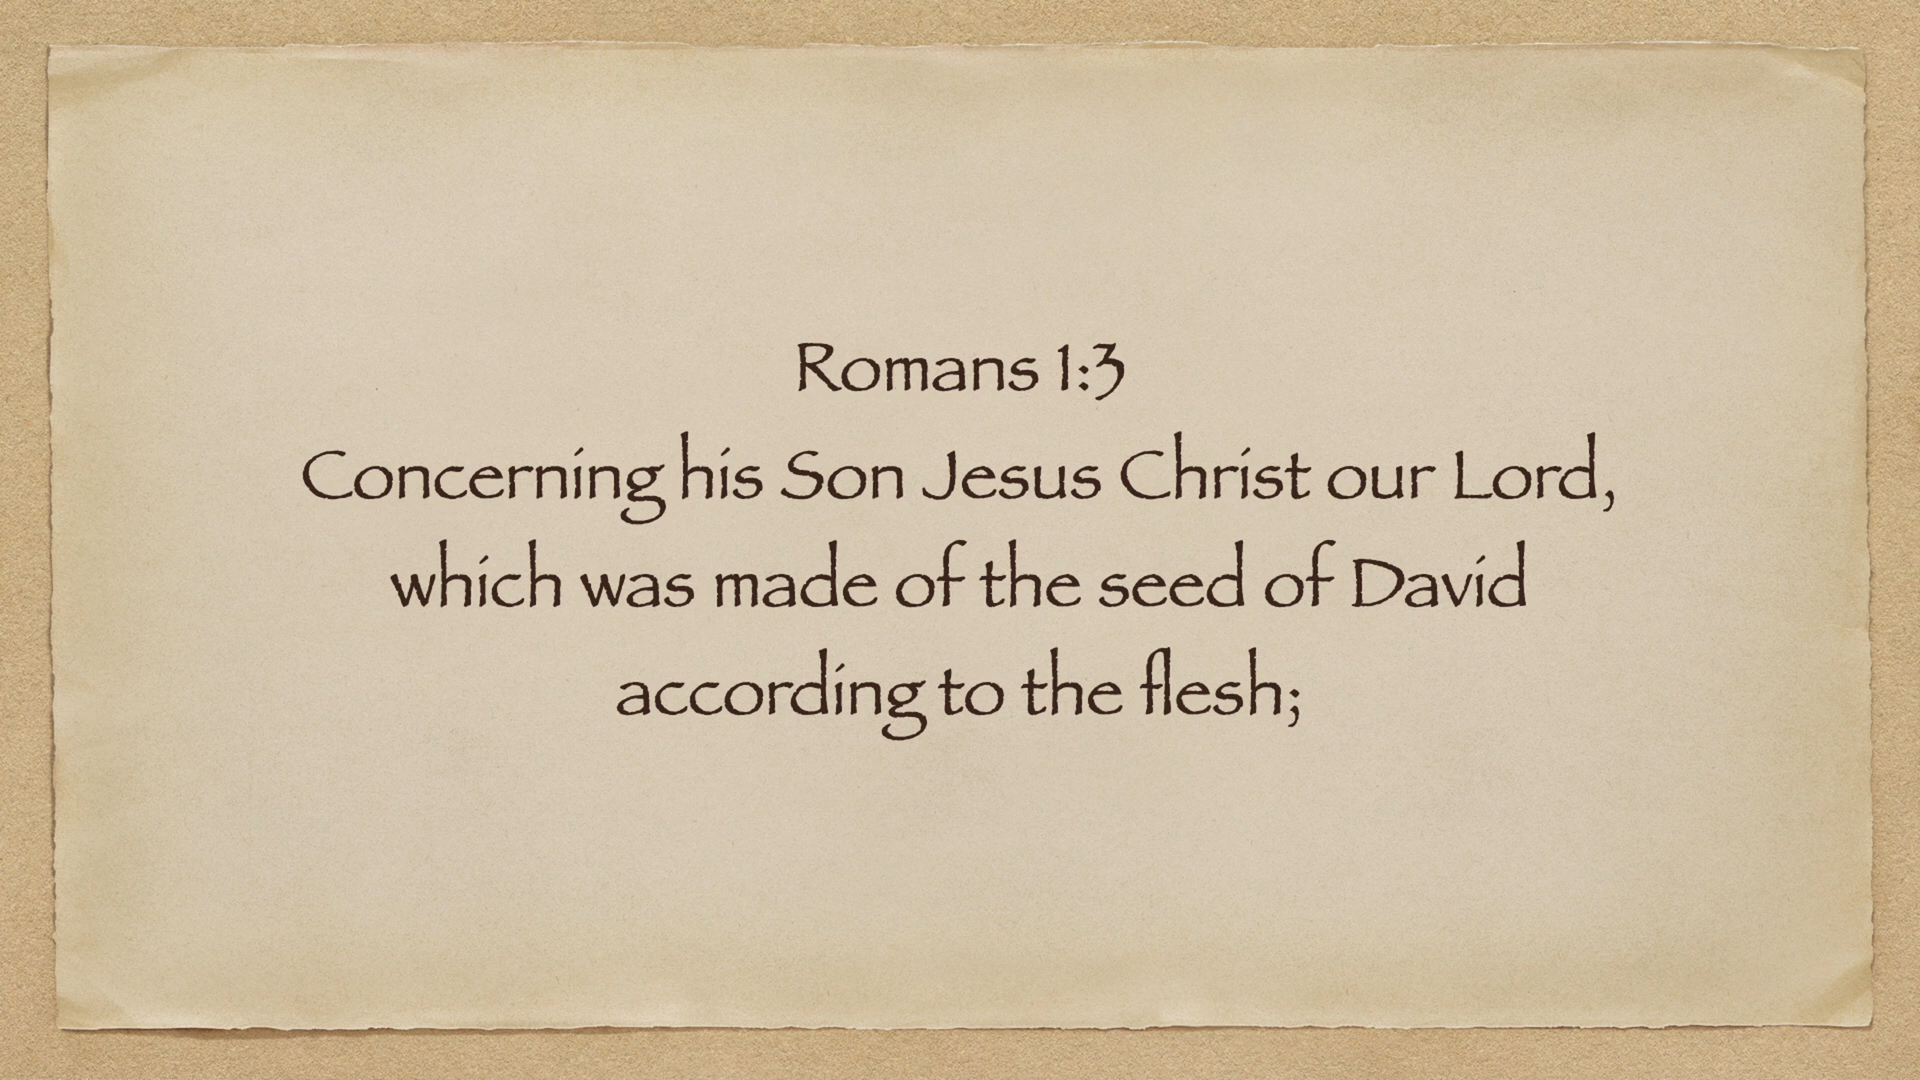 Romans 1:3
Concerning his Son Jesus Christ our Lord,
which was made of the seed of David
according to the flesh;